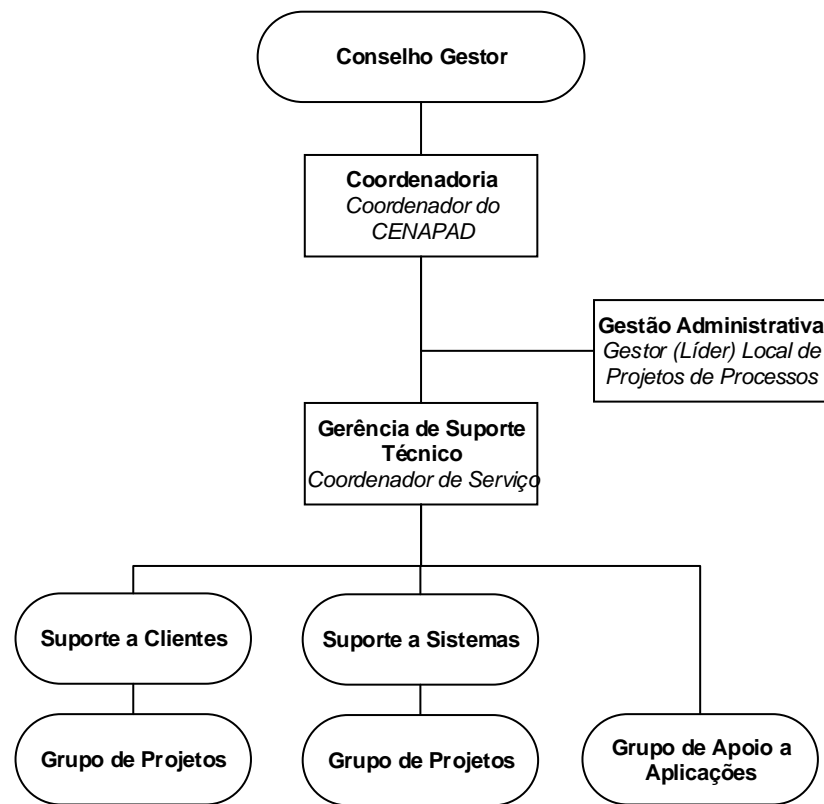 Conselho Gestor
Coordenadoria
Coordenador do
CENAPAD
Gestão Administrativa
Gestor (Líder) Local de
Projetos de Processos
Gerência de Suporte
Técnico
Coordenador de Serviço
Suporte a Clientes
Suporte a Sistemas
Grupo de Projetos
Grupo de Projetos
Grupo de Apoio a
Aplicações